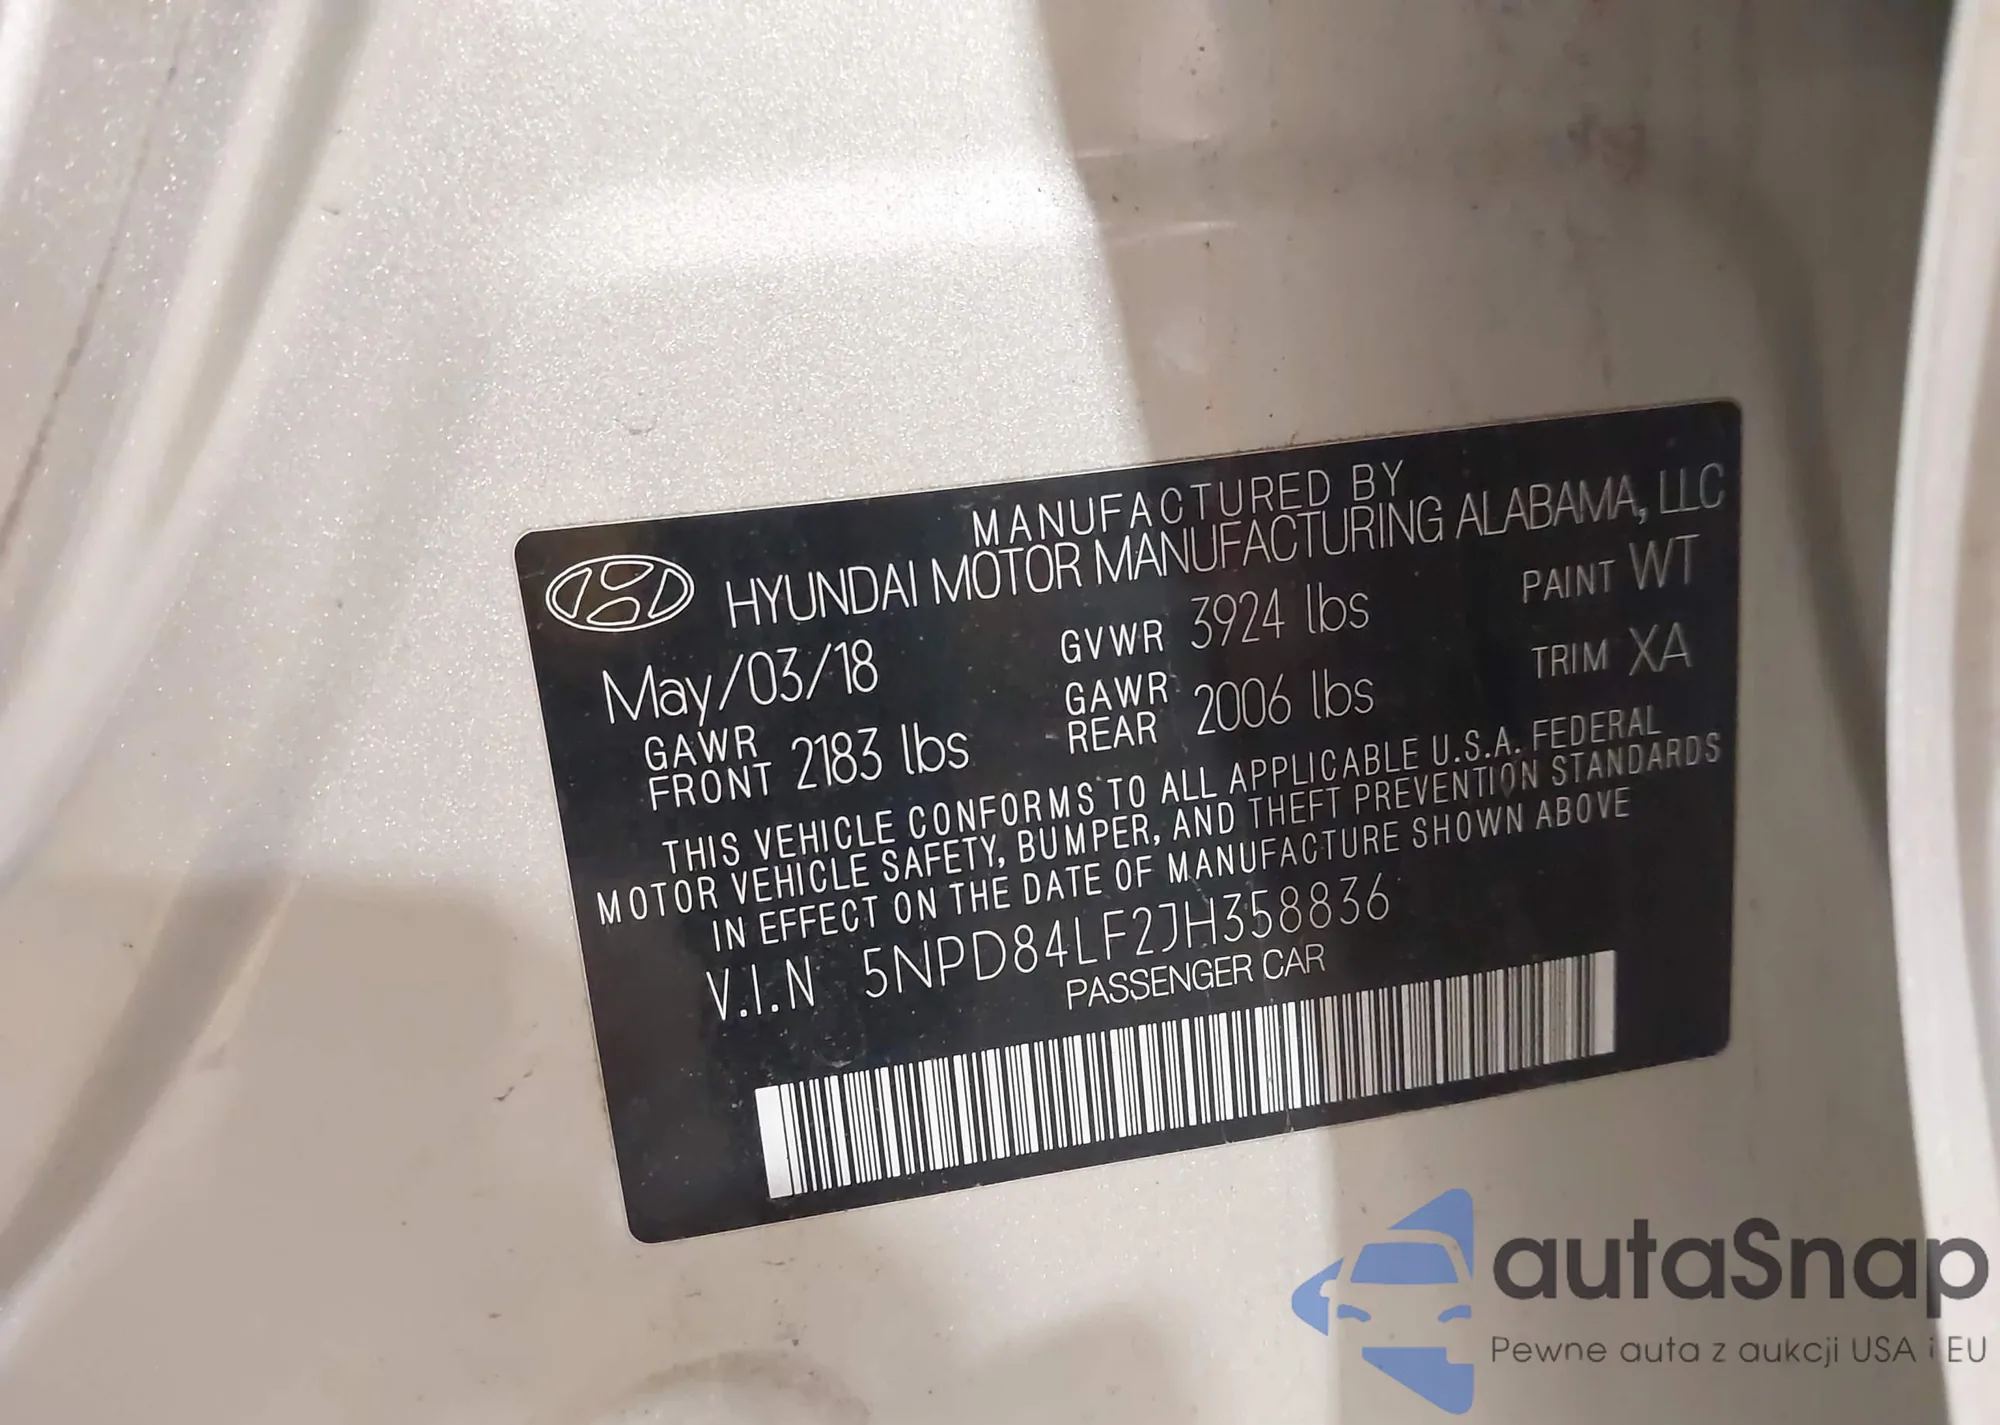 MANUFACTURED BY
HYUNDAI MOTOR MANUFACTURING ALABAMA, LLC
May/03/18 GVWR 3924 lbs PAINT WT
GAWR FRONT 2183 lbs GAWR REAR 2006 lbs TRIM XA
THIS VEHICLE CONFORMS TO ALL APPLICABLE U.S.A. FEDERAL
MOTOR VEHICLE SAFETY, BUMPER, AND THEFT PREVENTION STANDARDS
IN EFFECT ON THE DATE OF MANUFACTURE SHOWN ABOVE
V.I.N 5NPD84LF2JH358836
PASSENGER CAR
autaSnap
Pewne auta z aukcji USA i EU